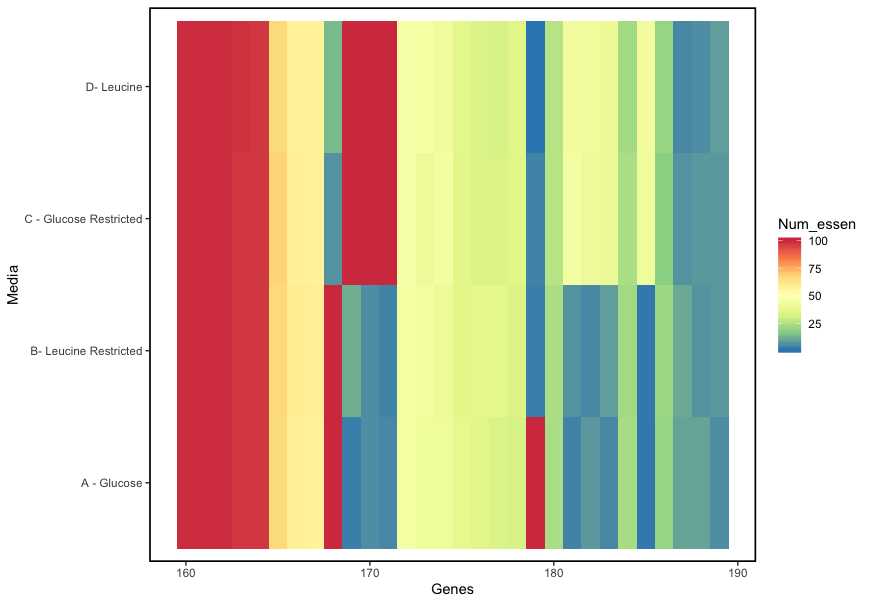 D- Leucine
C - Glucose Restricted
B- Leucine Restricted
A - Glucose
Media
160 170 180 190
Genes
Num_essen
100
75
50
25